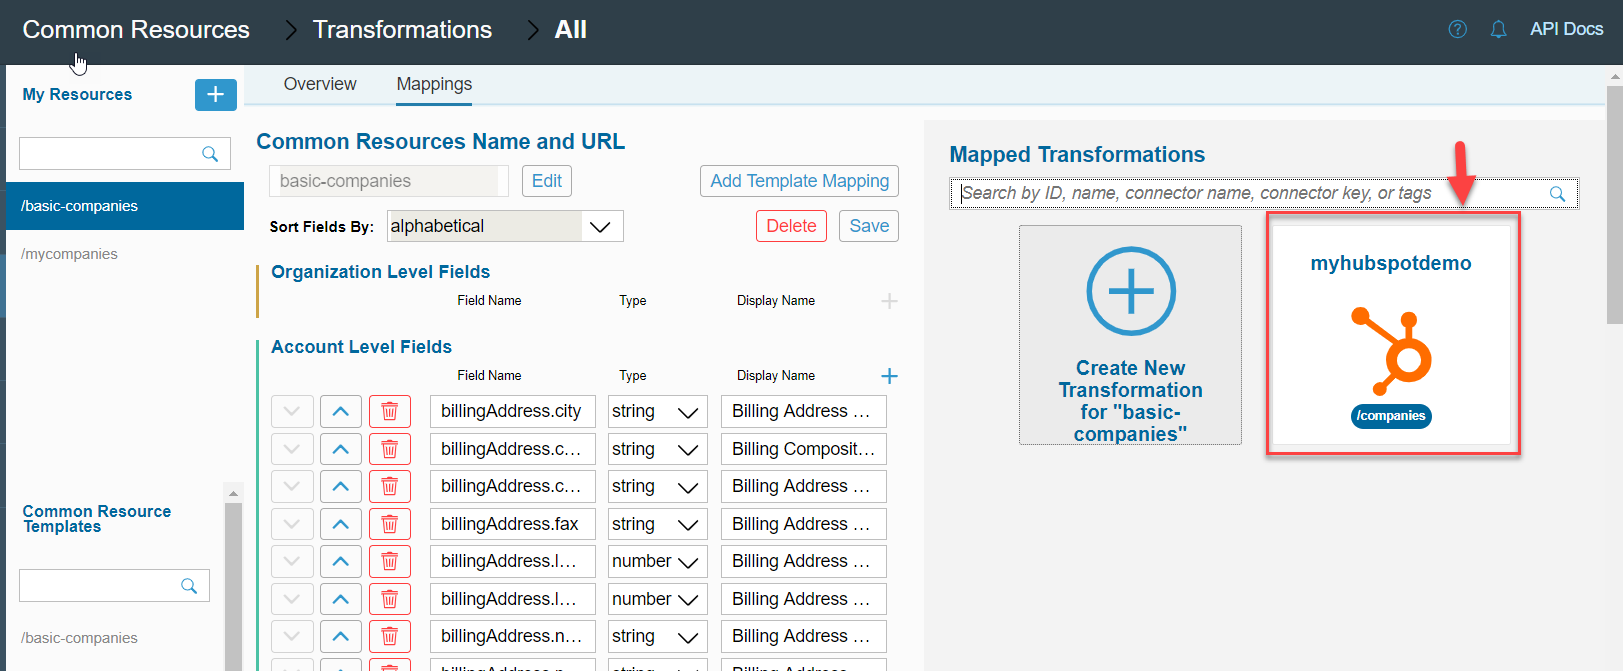 Common Resources > Transformations > All
API Docs
My Resources
/basic-companies
/mycompanies
Common Resource
Templates
/basic-companies
Overview
Mappings
Common Resources Name and URL
basic-companies
Edit
Add Template Mapping
Sort Fields By:
alphabetical
Delete
Save
Organization Level Fields
Field Name Type Display Name
Account Level Fields
Field Name Type Display Name
billingAddress.city string Billing Address ...
billingAddress.c... string Billing Composit...
billingAddress.c... string Billing Address ...
billingAddress.fax string Billing Address ...
billingAddress.l... number Billing Address ...
billingAddress.l... number Billing Address ...
billingAddress.n... string Billing Address ...
Mapped Transformations
Search by ID, name, connector name, connector key, or tags
Create New
Transformation
for "basic-
companies"
myhubspotdemo
/companies